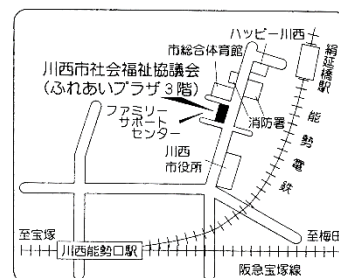 ハッピー川西
市総合体育館
絹延橋駅
川西市社会福祉協議会
(ふれあいプラザ3階)
ファミリー
サポート
センター
消防署
能勢電鉄
川西
市役所
至宝塚
川西能勢口駅
至梅田
阪急宝塚線